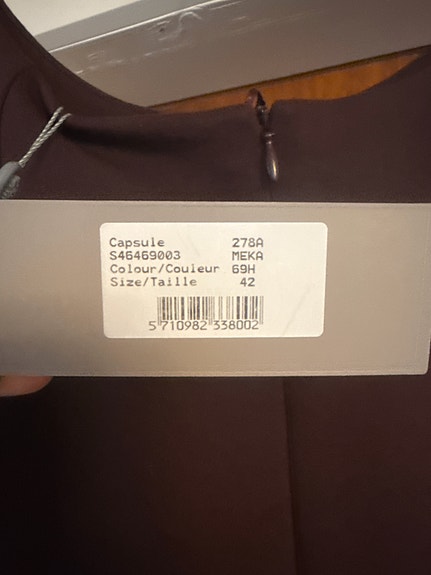 Capsule 278A
S46469003 MEKA
Colour/Couleur 69H
Size/Taille 42
5 710982 338002